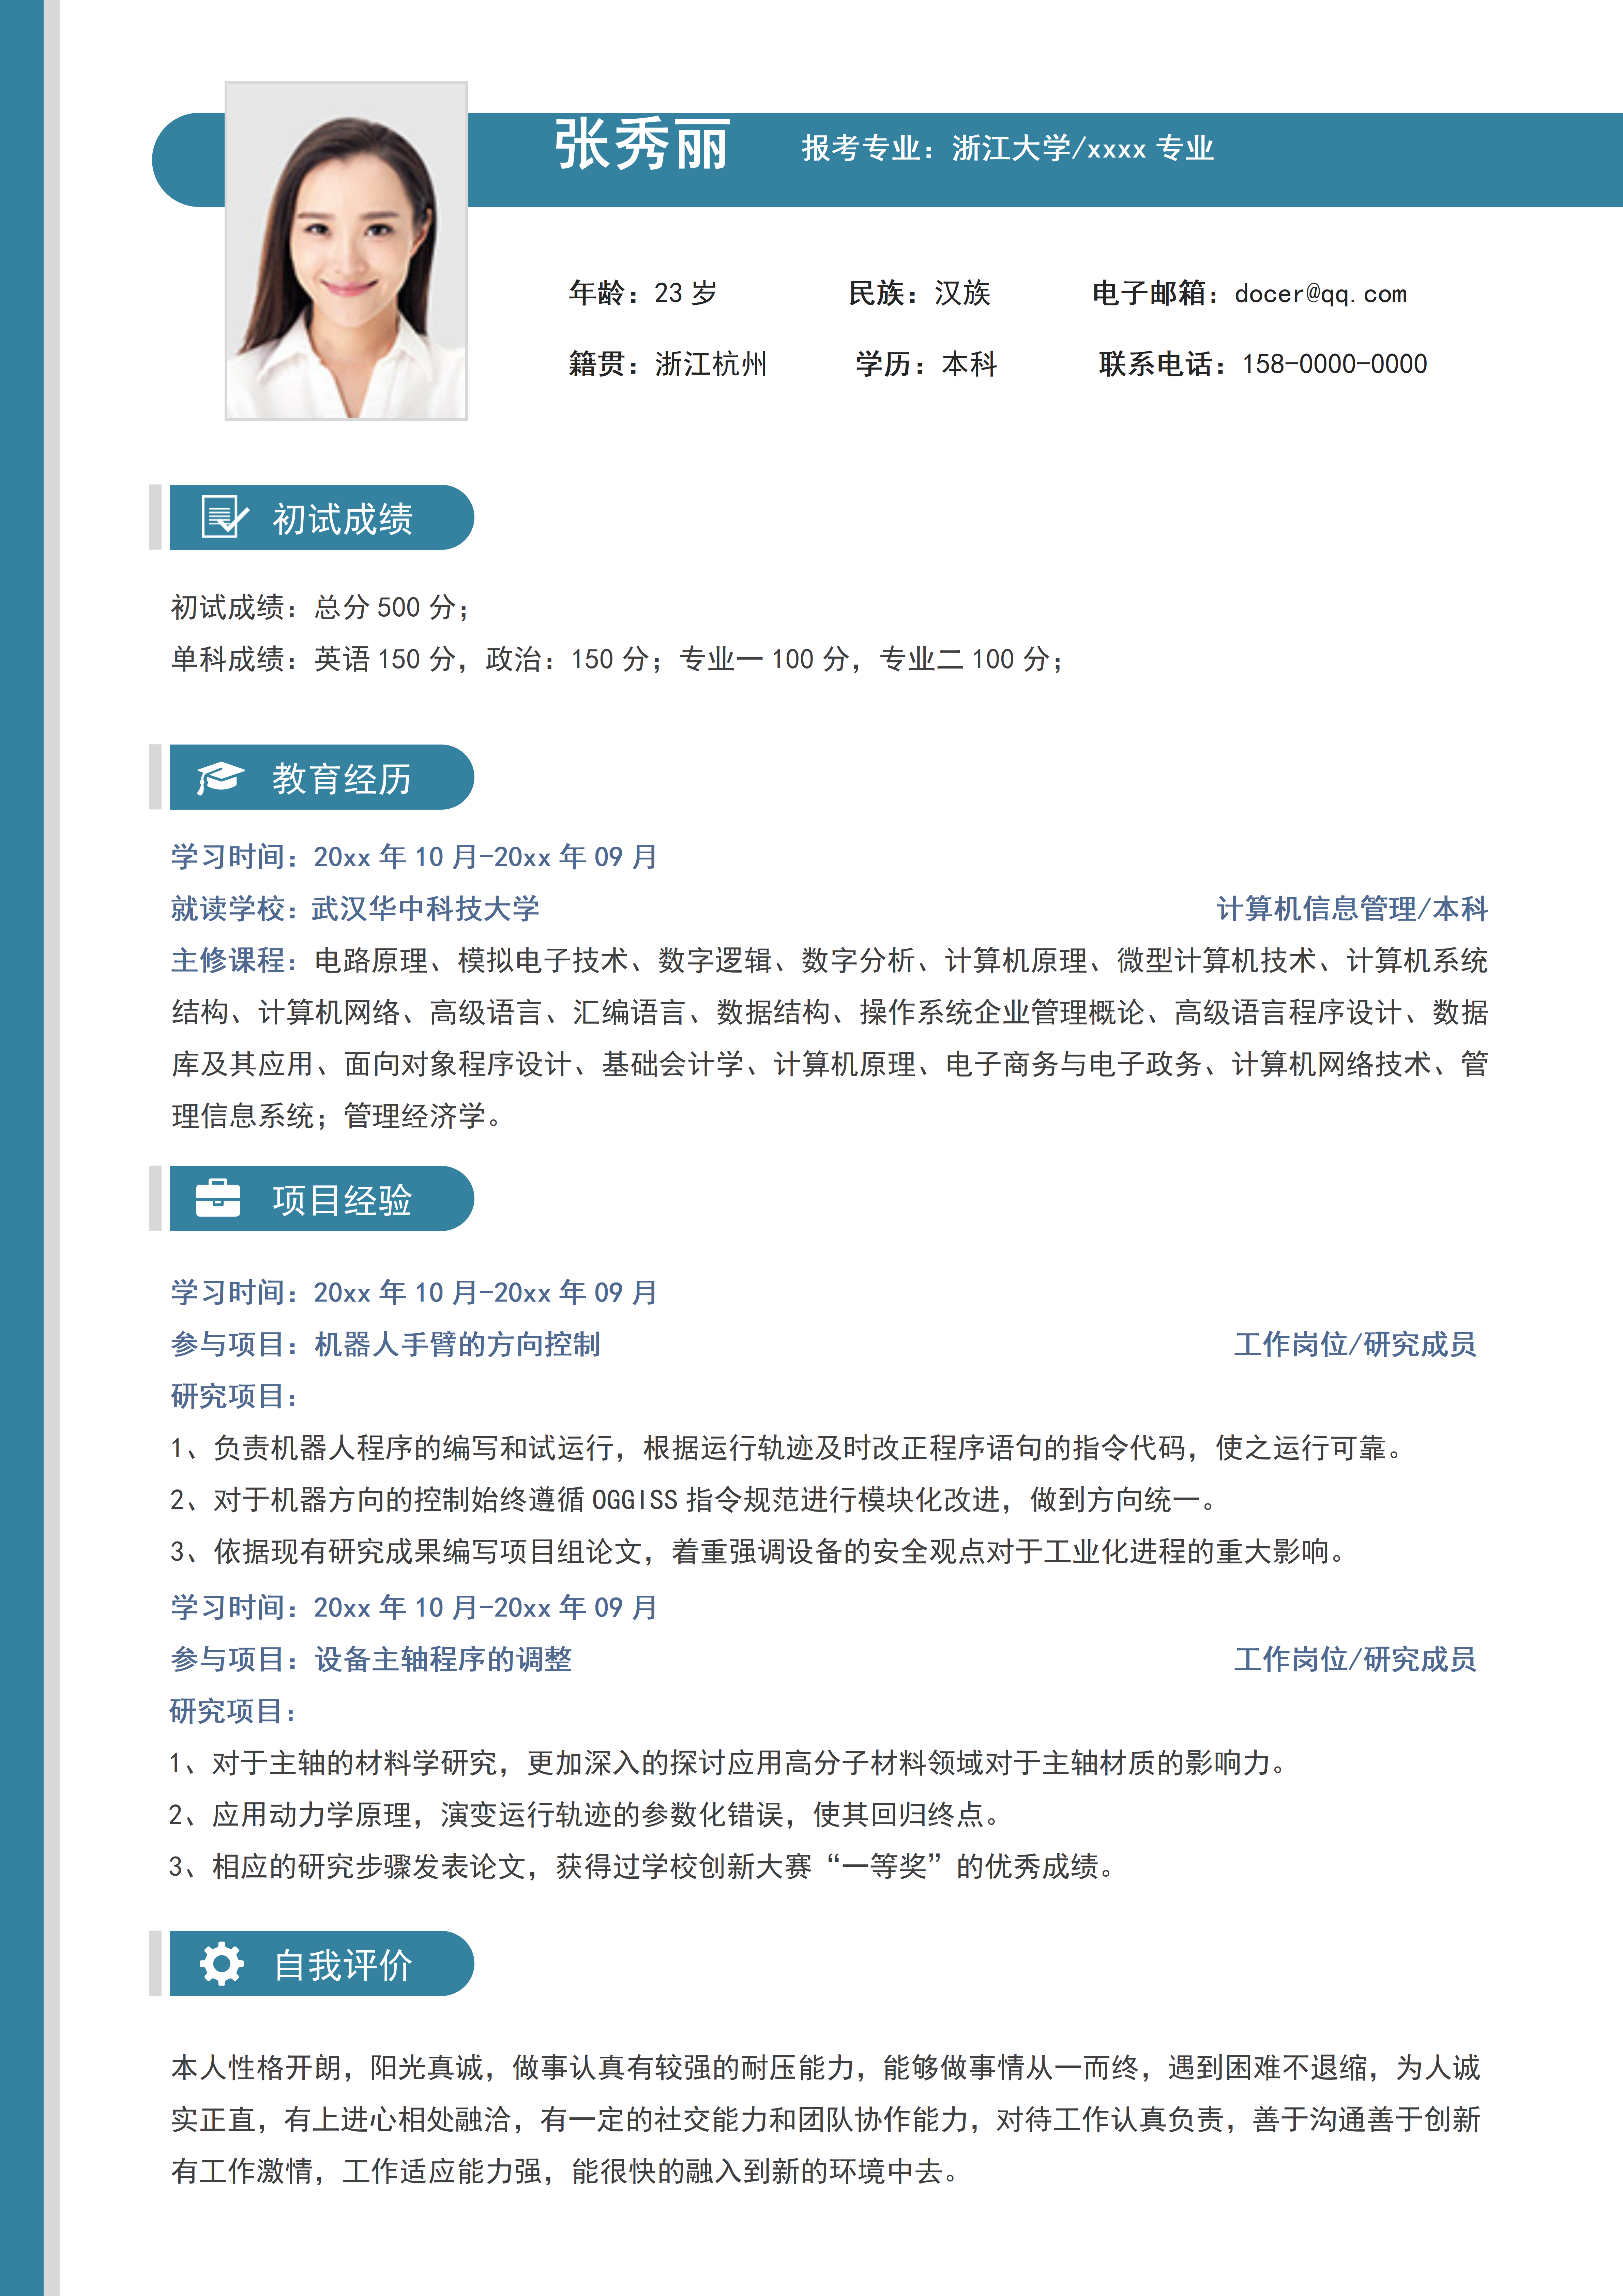 张秀丽 报考专业：浙江大学/xxxx 专业
年龄：23 岁 民族：汉族 电子邮箱：docer@qq.com
籍贯：浙江杭州 学历：本科 联系电话：158-0000-0000
初试成绩
初试成绩：总分 500 分；
单科成绩：英语 150 分，政治：150 分；专业一 100 分，专业二 100 分；
教育经历
学习时间：20xx 年 10 月-20xx 年 09 月
就读学校：武汉华中科技大学 计算机信息管理/本科
主修课程：电路原理、模拟电子技术、数字逻辑、数字分析、计算机原理、微型计算机技术、计算机系统
结构、计算机网络、高级语言、汇编语言、数据结构、操作系统企业管理概论、高级语言程序设计、数据
库及其应用、面向对象程序设计、基础会计学、计算机原理、电子商务与电子政务、计算机网络技术、管
理信息系统；管理经济学。
项目经验
学习时间：20xx 年 10 月-20xx 年 09 月
参与项目：机器人手臂的方向控制 工作岗位/研究成员
研究项目：
1、负责机器人程序的编写和试运行，根据运行轨迹及时改正程序语句的指令代码，使之运行可靠。
2、对于机器方向的控制始终遵循 OGGISS 指令规范进行模块化改进，做到方向统一。
3、依据现有研究成果编写项目组论文，着重强调设备的安全观点对于工业化进程的重大影响。
学习时间：20xx 年 10 月-20xx 年 09 月
参与项目：设备主轴程序的调整 工作岗位/研究成员
研究项目：
1、对于主轴的材料学研究，更加深入的探讨应用高分子材料领域对于主轴材质的影响力。
2、应用动力学原理，演变运行轨迹的参数化错误，使其回归终点。
3、相应的研究步骤发表论文，获得过学校创新大赛“一等奖”的优秀成绩。
自我评价
本人性格开朗，阳光真诚，做事认真有较强的耐压能力，能够做事情从一而终，遇到困难不退缩，为人诚
实正直，有上进心相处融洽，有一定的社交能力和团队协作能力，对待工作认真负责，善于沟通善于创新
有工作激情，工作适应能力强，能很快的融入到新的环境中去。